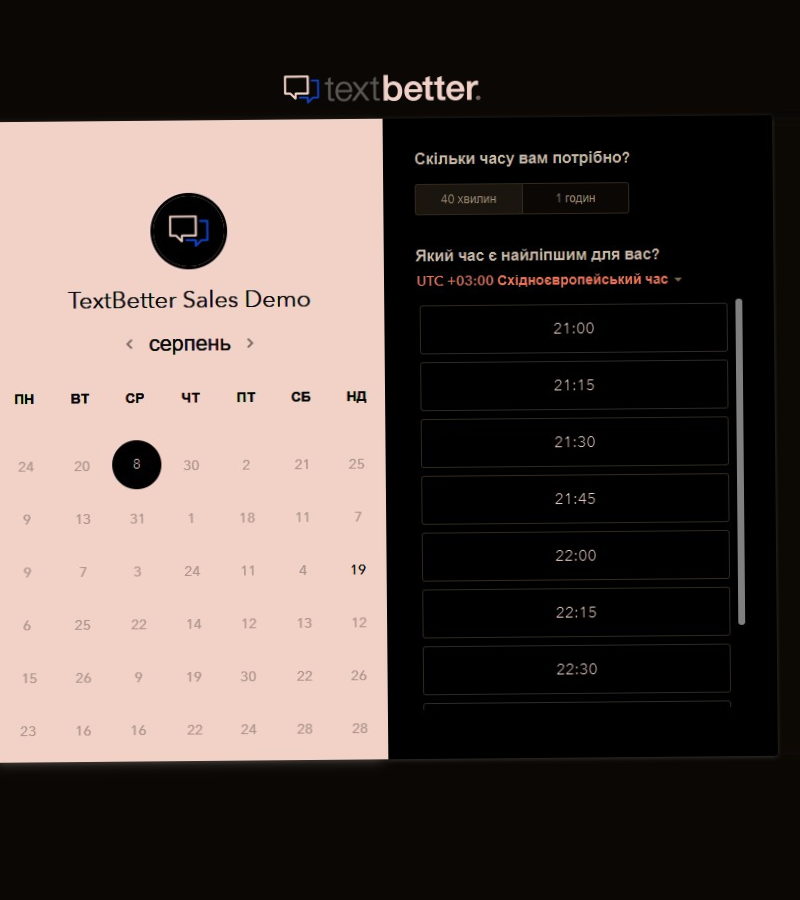 textbetter.
TextBetter Sales Demo
‹ серпень ›
ПН ВТ СР ЧТ ПТ СБ НД
24 20 8 30 2 21 25
9 13 31 1 18 11 7
9 7 3 24 11 4 19
6 25 22 14 12 13 12
15 26 9 19 30 22 26
23 16 16 22 24 28 28
Скільки часу вам потрібно?
40 хвилин 1 годин
Який час є найліпшим для вас?
UTC +03:00 Східноєвропейський час
21:00
21:15
21:30
21:45
22:00
22:15
22:30